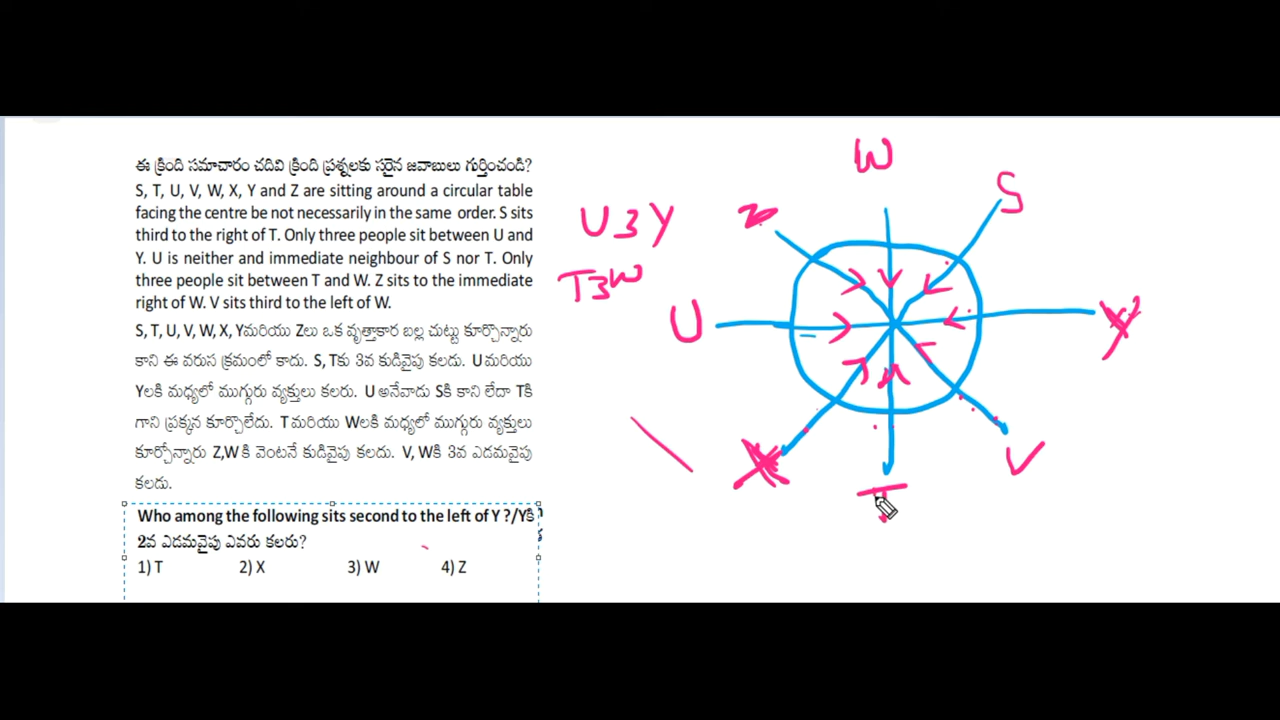 ఈ క్రింది సమాచారం చదివి క్రింది ప్రశ్నలకు సరైన జవాబులు గుర్తించండి?
S, T, U, V, W, X, Y and Z are sitting around a circular table
facing the centre be not necessarily in the same order. S sits
third to the right of T. Only three people sit between U and
Y. U is neither and immediate neighbour of S nor T. Only
three people sit between T and W. Z sits to the immediate
right of W. V sits third to the left of W.
S, T, U, V, W, X, Yమరియు Zలు ఒక వృత్తాకార బల్ల చుట్టు కూర్చొన్నారు
కాని ఈ వరుస క్రమంలో కాదు. S, Tకు 3వ కుడివైపు కలదు. U మరియు
Yలకి మధ్యలో ముగ్గురు వ్యక్తులు కలరు. U అనేవాడు Sకి కాని లేదా Tకి
గాని ప్రక్కన కూర్చొలేదు. T మరియు Wలకి మధ్యలో ముగ్గురు వ్యక్తులు
కూర్చోన్నారు Z,W కి వెంటనే కుడివైపు కలదు. V, Wకి 3వ ఎడమవైపు
కలదు.
Who among the following sits second to the left of Y ?/Yకి
2వ ఎడమవైపు ఎవరు కలరు?
1) T 2) X 3) W 4) Z
U 3 Y
T 3 W
W
S
Z
U
Y
X
T
V